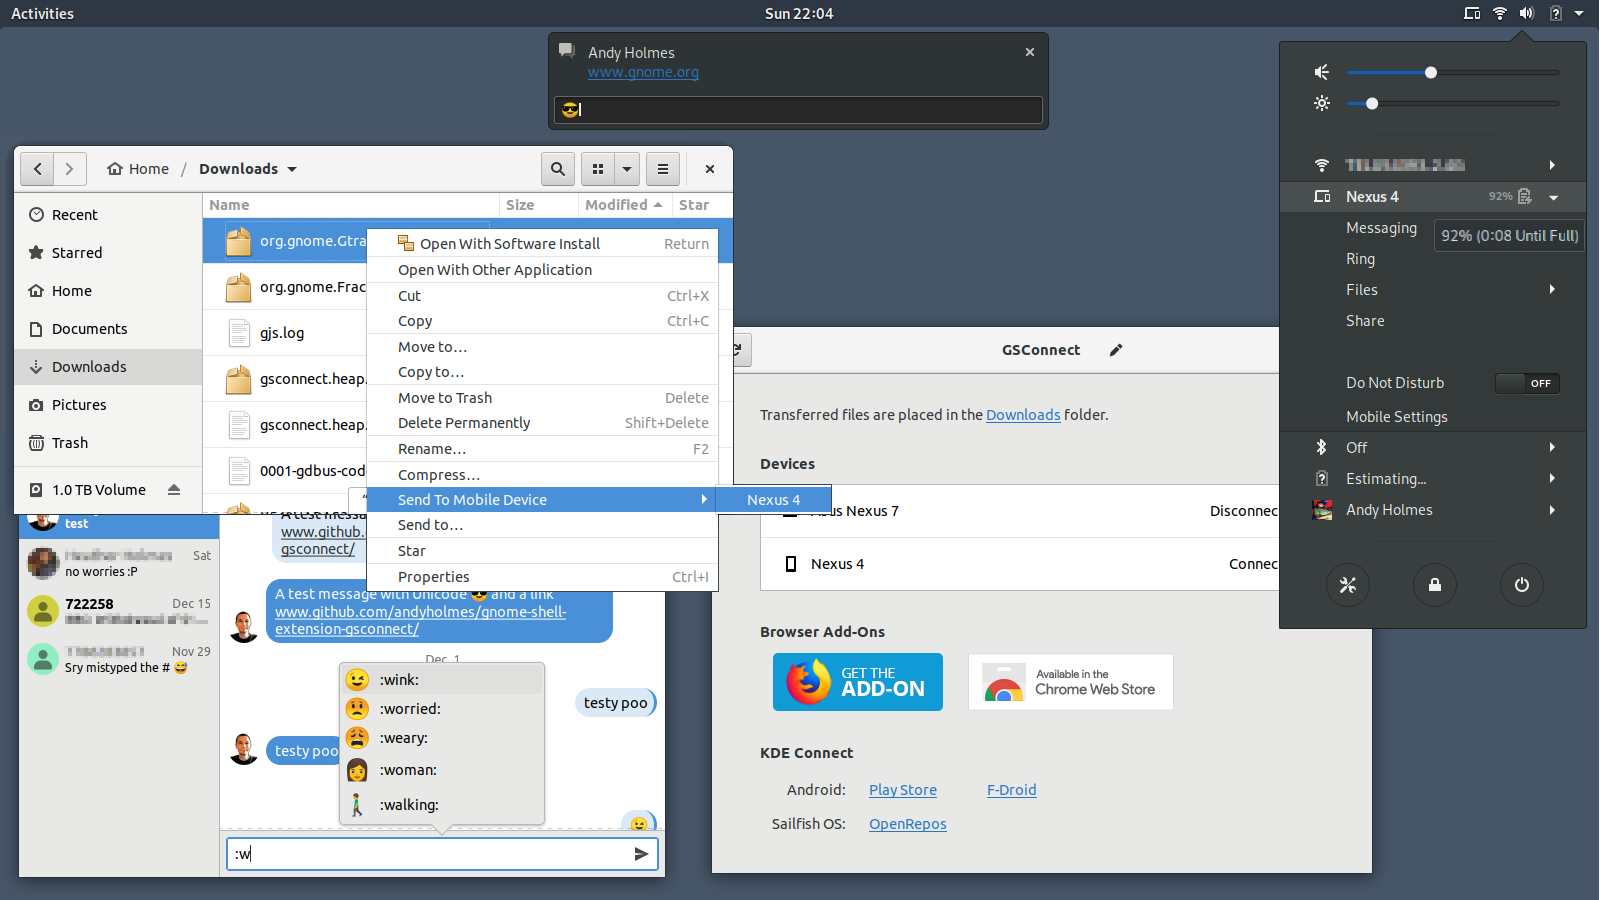 Activities
Sun 22:04
Andy Holmes
www.gnome.org
Home / Downloads
Name Size Modified Star
Recent
Starred
Home
Documents
Downloads
Pictures
Trash
1.0 TB Volume
org.gnome.Gtra
org.gnome.Frac
gjs.log
gsconnect.heap.
gsconnect.heap.
0001-gdbus-cod
Open With Software Install Return
Open With Other Application
Cut Ctrl+X
Copy Ctrl+C
Move to…
Copy to…
Move to Trash Delete
Delete Permanently Shift+Delete
Rename… F2
Compress…
Send To Mobile Device
Nexus 4
Send to…
Star
Properties Ctrl+I
test
Sat
no worries :P
722258 Dec 15
Nov 29
Sry mistyped the # 😅
A test messa
www.github.
gsconnect/
A test message with Unicode 😎 and a link
www.github.com/andyholmes/gnome-shell-
extension-gsconnect/
Dec 1
testy poo
testy poo
:wink:
:worried:
:weary:
:woman:
:walking:
:w
GSConnect
Transferred files are placed in the Downloads folder.
Devices
Asus Nexus 7 Disconnec
Nexus 4 Connec
Browser Add-Ons
GET THE
ADD-ON
Available in the
Chrome Web Store
KDE Connect
Android: Play Store F-Droid
Sailfish OS: OpenRepos
Nexus 4 92%
Messaging
92% (0:08 Until Full)
Ring
Files
Share
Do Not Disturb OFF
Mobile Settings
Off
Estimating...
Andy Holmes